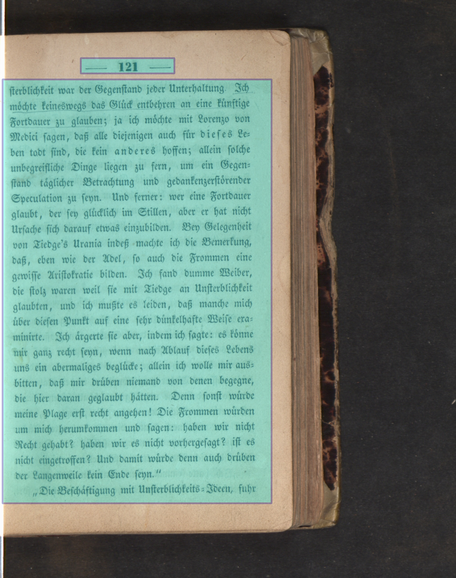 — 121 —
sterblichkeit war der Gegenstand jeder Unterhaltung. Ich
möchte keineswegs das Glück entbehren an eine künftige
Fortdauer zu glauben; ja ich möchte mit Lorenzo von
Medici sagen, daß alle diejenigen auch für dieses Le-
ben todt sind, die kein anderes hoffen; allein solche
unbegreifliche Dinge liegen zu fern, um ein Gegen-
stand täglicher Betrachtung und gedankenzerstörender
Speculation zu seyn. Und ferner: wer eine Fortdauer
glaubt, der sey glücklich im Stillen, aber er hat nicht
Ursache sich darauf etwas einzubilden. Bey Gelegenheit
von Tiedge's Urania indeß machte ich die Bemerkung,
daß, eben wie der Adel, so auch die Frommen eine
gewisse Aristokratie bilden. Ich fand dumme Weiber,
die stolz waren weil sie mit Tiedge an Unsterblichkeit
glaubten, und ich mußte es leiden, daß manche mich
über diesen Punkt auf eine sehr dünkelhafte Weise exa-
minirte. Ich ärgerte sie aber, indem ich sagte: es könne
mir ganz recht seyn, wenn nach Ablauf dieses Lebens
uns ein abermaliges beglücke; allein ich wolle mir aus-
bitten, daß mir drüben niemand von denen begegne,
die hier daran geglaubt hätten. Denn sonst würde
meine Plage erst recht angehen! Die Frommen würden
um mich herumkommen und sagen: haben wir nicht
Recht gehabt? haben wir es nicht vorhergesagt? ist es
nicht eingetroffen? Und damit würde denn auch drüben
der Langenweile kein Ende seyn.“
„Die Beschäftigung mit Unsterblichkeits-Ideen, fuhr